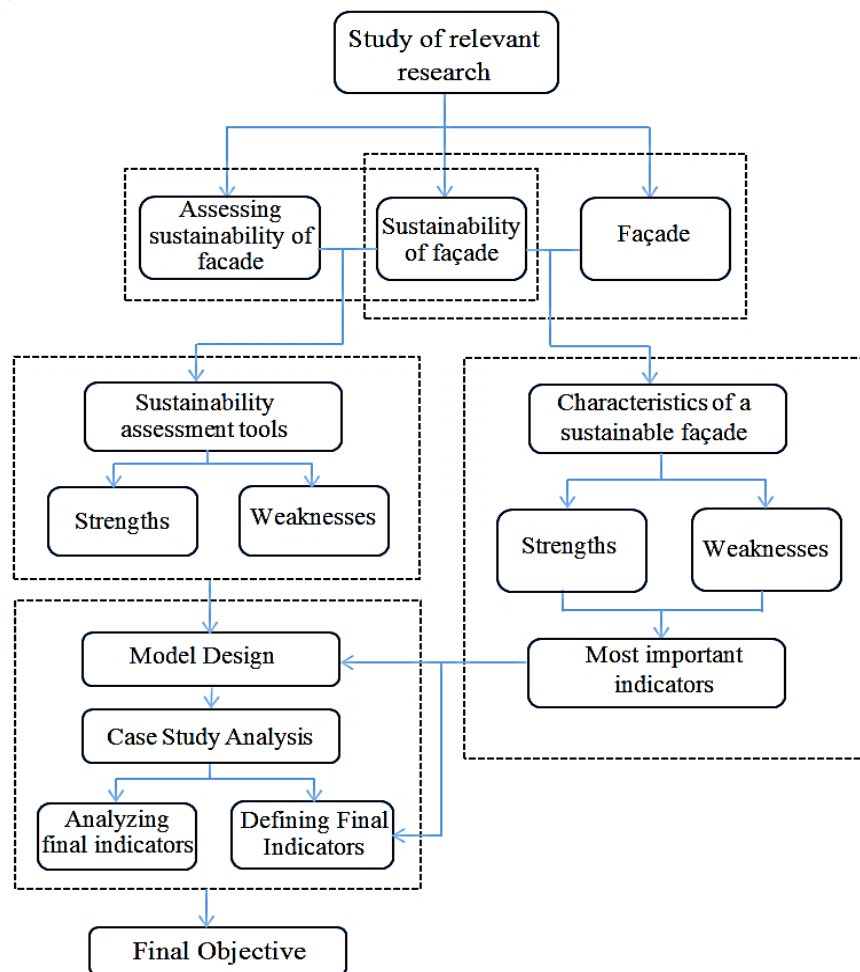 Study of relevant
research
Assessing
sustainability of
facade
Sustainability
of façade
Façade
Sustainability
assessment tools
Strengths
Weaknesses
Characteristics of a
sustainable façade
Strengths
Weaknesses
Most important
indicators
Model Design
Case Study Analysis
Analyzing
final indicators
Defining Final
Indicators
Final Objective